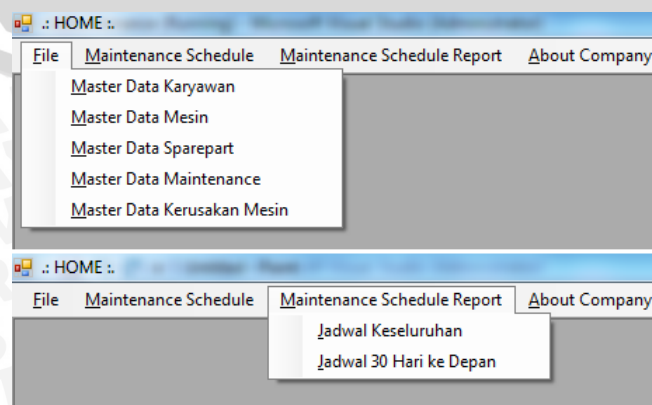 .: HOME :.
File Maintenance Schedule Maintenance Schedule Report About Company
Master Data Karyawan
Master Data Mesin
Master Data Sparepart
Master Data Maintenance
Master Data Kerusakan Mesin
.: HOME :.
File Maintenance Schedule Maintenance Schedule Report About Company
Jadwal Keseluruhan
Jadwal 30 Hari ke Depan